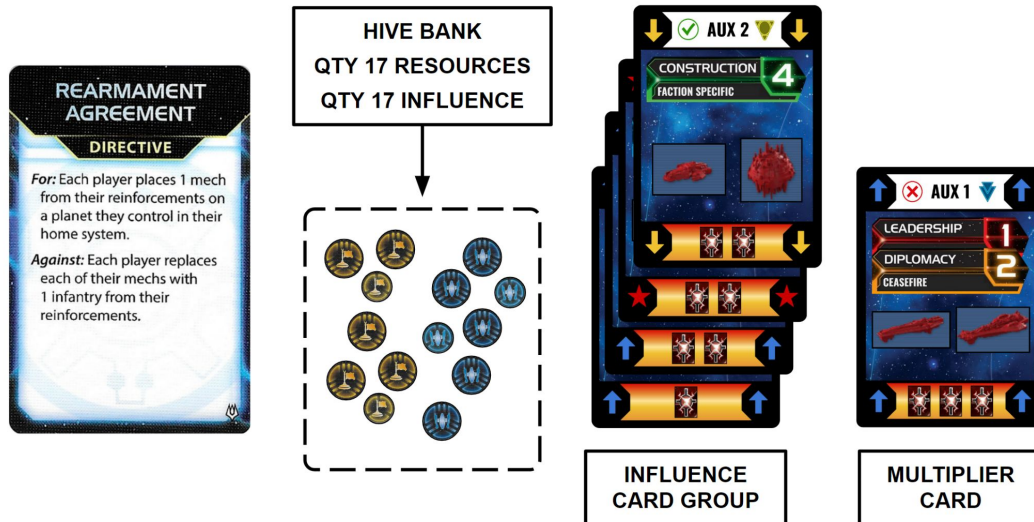 REARMAMENT
AGREEMENT
DIRECTIVE
For: Each player places 1 mech
from their reinforcements on
a planet they control in their
home system.
Against: Each player replaces
each of their mechs with
1 infantry from their
reinforcements.
HIVE BANK
QTY 17 RESOURCES
QTY 17 INFLUENCE
AUX 2
CONSTRUCTION
4
FACTION SPECIFIC
INFLUENCE
CARD GROUP
AUX 1
LEADERSHIP
1
DIPLOMACY
2
CEASEFIRE
MULTIPLIER
CARD